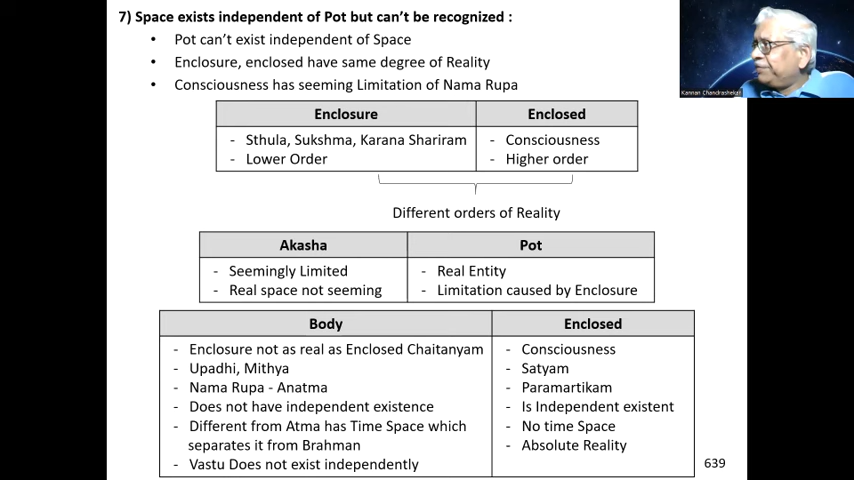 7) Space exists independent of Pot but can't be recognized :
• Pot can't exist independent of Space
• Enclosure, enclosed have same degree of Reality
• Consciousness has seeming Limitation of Nama Rupa
Enclosure
- Sthula, Sukshma, Karana Shariram
- Lower Order
Enclosed
- Consciousness
- Higher order
Different orders of Reality
Akasha
- Seemingly Limited
- Real space not seeming
Pot
- Real Entity
- Limitation caused by Enclosure
Body
- Enclosure not as real as Enclosed Chaitanyam
- Upadhi, Mithya
- Nama Rupa - Anatma
- Does not have independent existence
- Different from Atma has Time Space which
separates it from Brahman
- Vastu Does not exist independently
Enclosed
- Consciousness
- Satyam
- Paramartikam
- Is Independent existent
- No time Space
- Absolute Reality
639
Kannan Chandrashekar